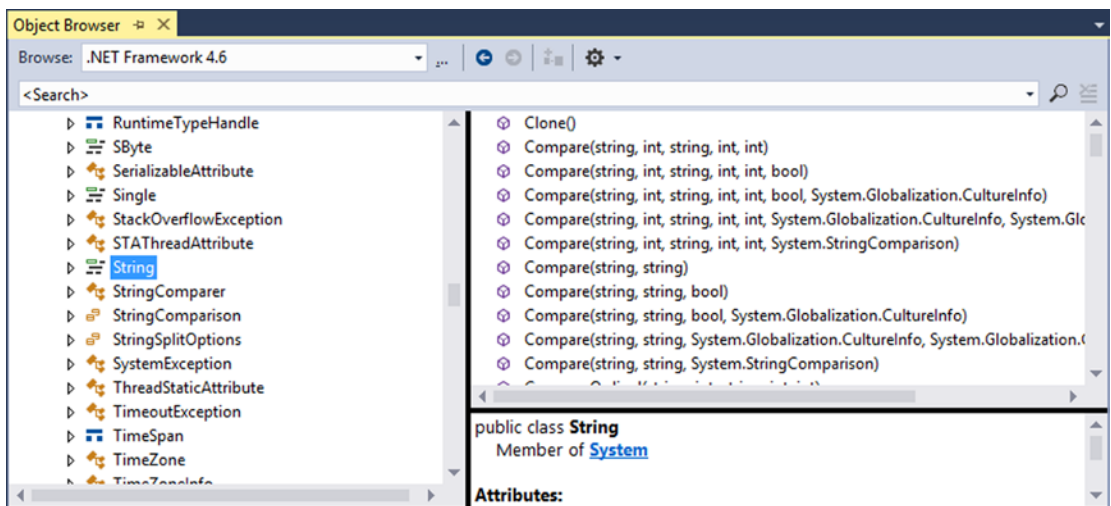 Object Browser
Browse: .NET Framework 4.6 ...
<Search>
RuntimeTypeHandle
SByte
SerializableAttribute
Single
StackOverflowException
STAThreadAttribute
String
StringComparer
StringComparison
StringSplitOptions
SystemException
ThreadStaticAttribute
TimeoutException
TimeSpan
TimeZone
TimeZoneInfo
Clone()
Compare(string, int, string, int, int)
Compare(string, int, string, int, int, bool)
Compare(string, int, string, int, int, bool, System.Globalization.CultureInfo)
Compare(string, int, string, int, int, System.Globalization.CultureInfo, System.Glo
Compare(string, int, string, int, int, System.StringComparison)
Compare(string, string)
Compare(string, string, bool)
Compare(string, string, bool, System.Globalization.CultureInfo)
Compare(string, string, System.Globalization.CultureInfo, System.Globalization.
Compare(string, string, System.StringComparison)
public class String
Member of System
Attributes: